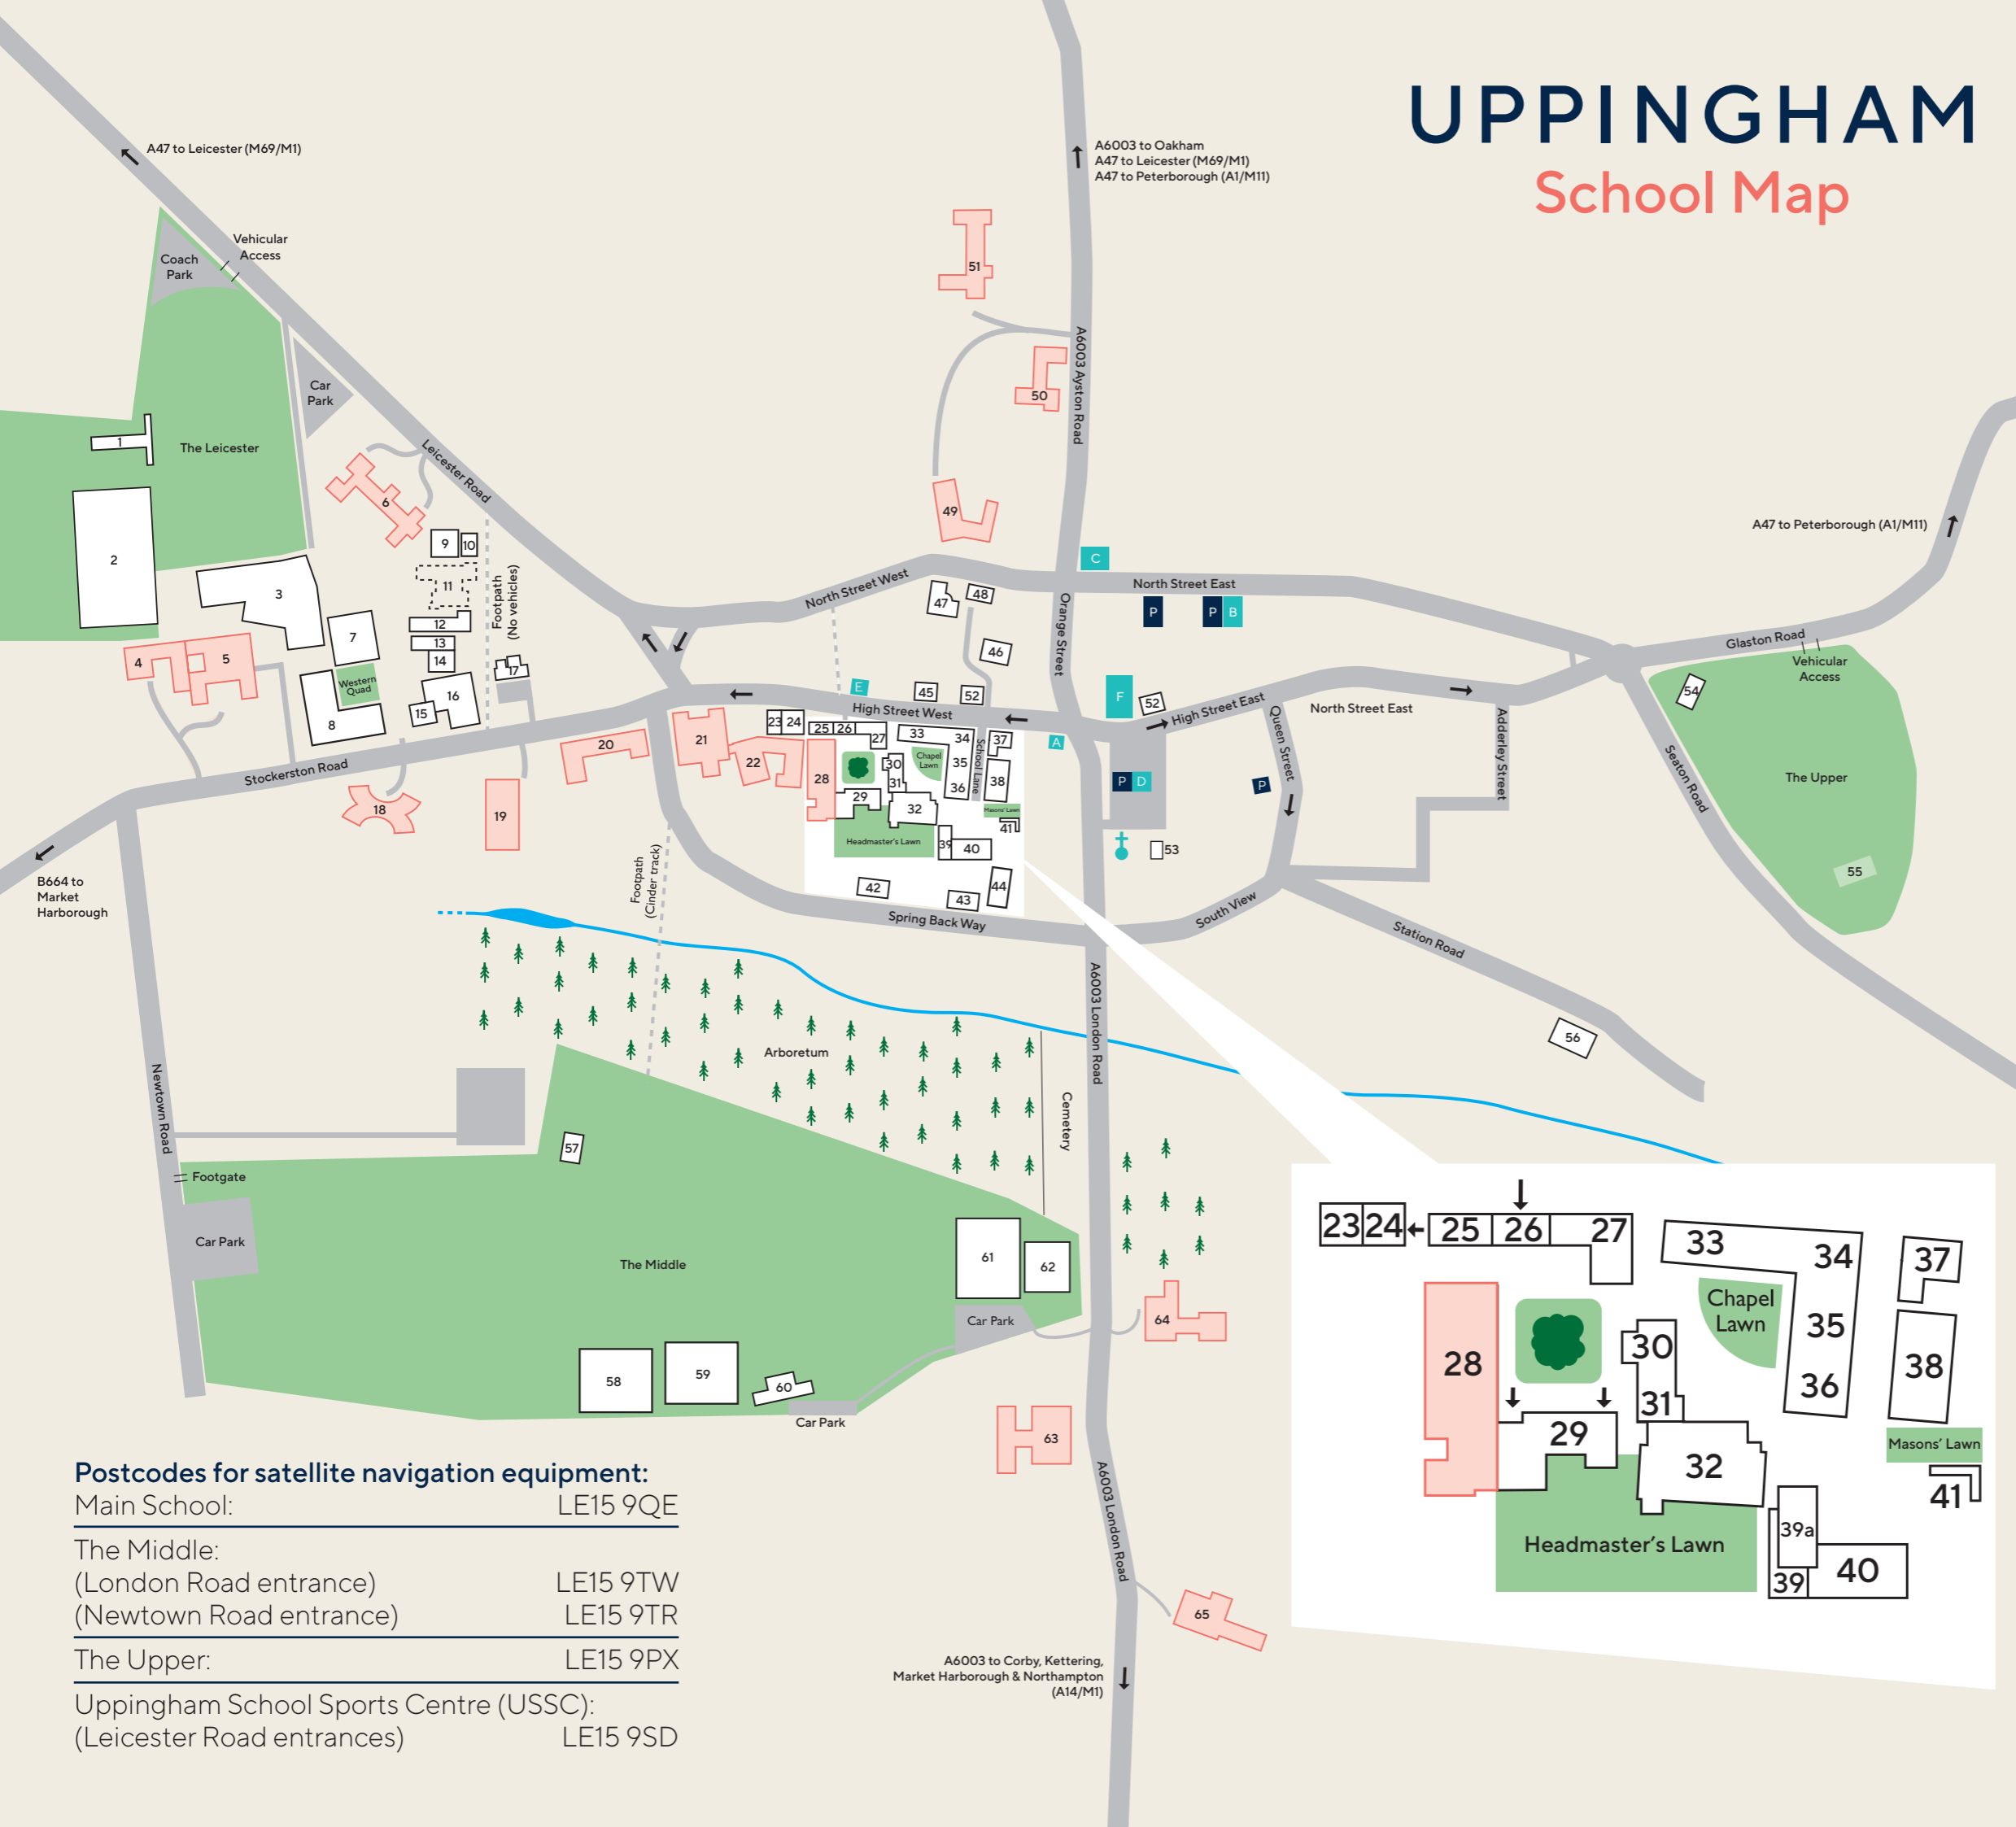 UPPINGHAM
School Map
A47 to Leicester (M69/M1)
A6003 to Oakham
A47 to Leicester (M69/M1)
A47 to Peterborough (A1/M11)
Vehicular
Access
Coach
Park
Car
Park
The Leicester
Leicester Road
1
2
3
4
5
6
7
8
9
10
11
12
13
14
15
16
17
Western
Quad
Footpath
(No vehicles)
Stockerston Road
18
19
20
21
22
B664 to
Market
Harborough
51
50
49
A6003 Ayston Road
C
North Street West
North Street East
P
P
B
Orange Street
47
48
46
45
52
E
High Street West
A
F
52
High Street East
North Street East
Queen Street
Adderley Street
P
D
P
53
A47 to Peterborough (A1/M11)
Glaston Road
Vehicular
Access
54
The Upper
55
Seaton Road
23
24
25
26
27
28
29
30
31
32
33
34
35
36
37
38
39
40
41
42
43
44
Chapel
Lawn
School Lane
Masons' Lawn
Headmaster's Lawn
Footpath
(Cinder track)
Spring Back Way
South View
Station Road
56
A6003 London Road
Arboretum
Cemetery
Newtown Road
Footgate
Car Park
57
The Middle
58
59
60
Car Park
61
62
Car Park
64
63
A6003 London Road
65
A6003 to Corby, Kettering,
Market Harborough & Northampton
(A14/M1)
23
24
25
26
27
33
34
37
28
Chapel
Lawn
30
35
38
31
36
29
32
Masons' Lawn
41
Headmaster's Lawn
39a
39
40
Postcodes for satellite navigation equipment:
Main School: LE15 9QE
The Middle:
(London Road entrance) LE15 9TW
(Newtown Road entrance) LE15 9TR
The Upper: LE15 9PX
Uppingham School Sports Centre (USSC):
(Leicester Road entrances) LE15 9SD